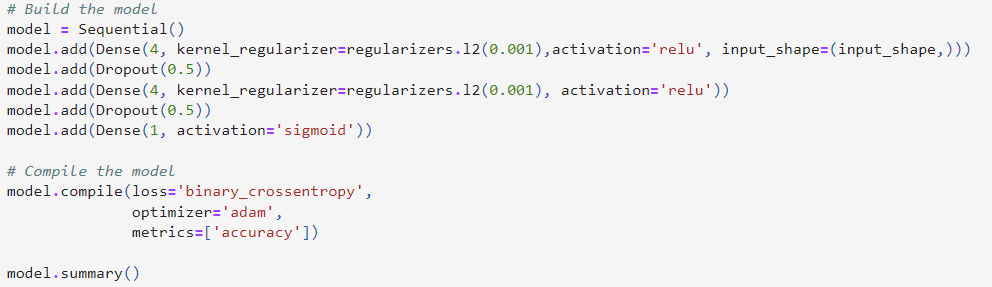 # Build the model
model = Sequential()
model.add(Dense(4, kernel_regularizer=regularizers.l2(0.001),activation='relu', input_shape=(input_shape,)))
model.add(Dropout(0.5))
model.add(Dense(4, kernel_regularizer=regularizers.l2(0.001), activation='relu'))
model.add(Dropout(0.5))
model.add(Dense(1, activation='sigmoid'))

# Compile the model
model.compile(loss='binary_crossentropy',
              optimizer='adam',
              metrics=['accuracy'])

model.summary()